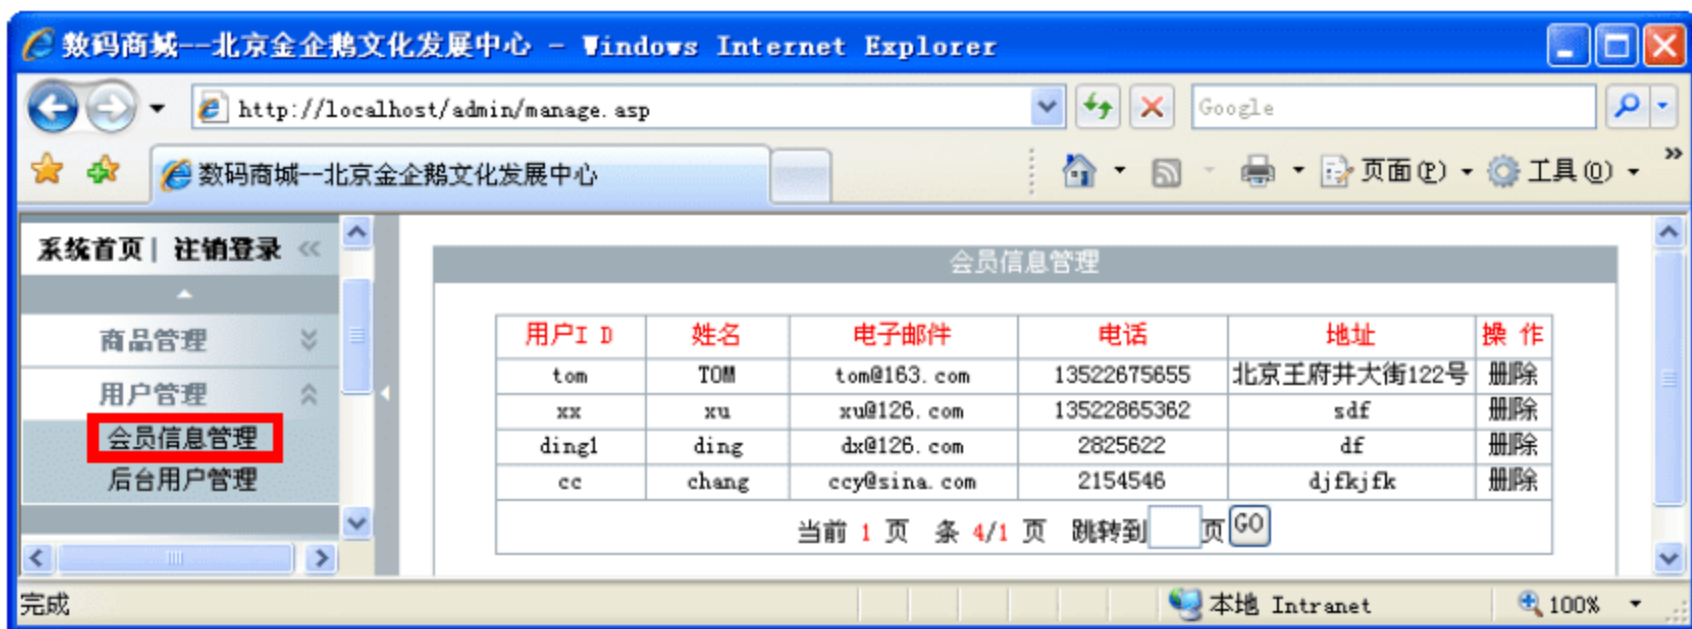 数码商城--北京金企鹅文化发展中心 - Windows Internet Explorer
http://localhost/admin/manage.asp
Google
数码商城--北京金企鹅文化发展中心
页面(P)
工具(O)
系统首页| 注销登录
会员信息管理
商品管理
用户管理
会员信息管理
后台用户管理
用户I D 姓名 电子邮件 电话 地址 操 作
tom TOM tom@163.com 13522675655 北京王府井大街122号 删除
xx xu xu@126.com 13522865362 sdf 删除
ding1 ding dx@126.com 2825622 df 删除
cc chang ccy@sina.com 2154546 djfkjfk 删除
当前 1 页 条 4/1 页 跳转到 页 GO
完成
本地 Intranet
100%